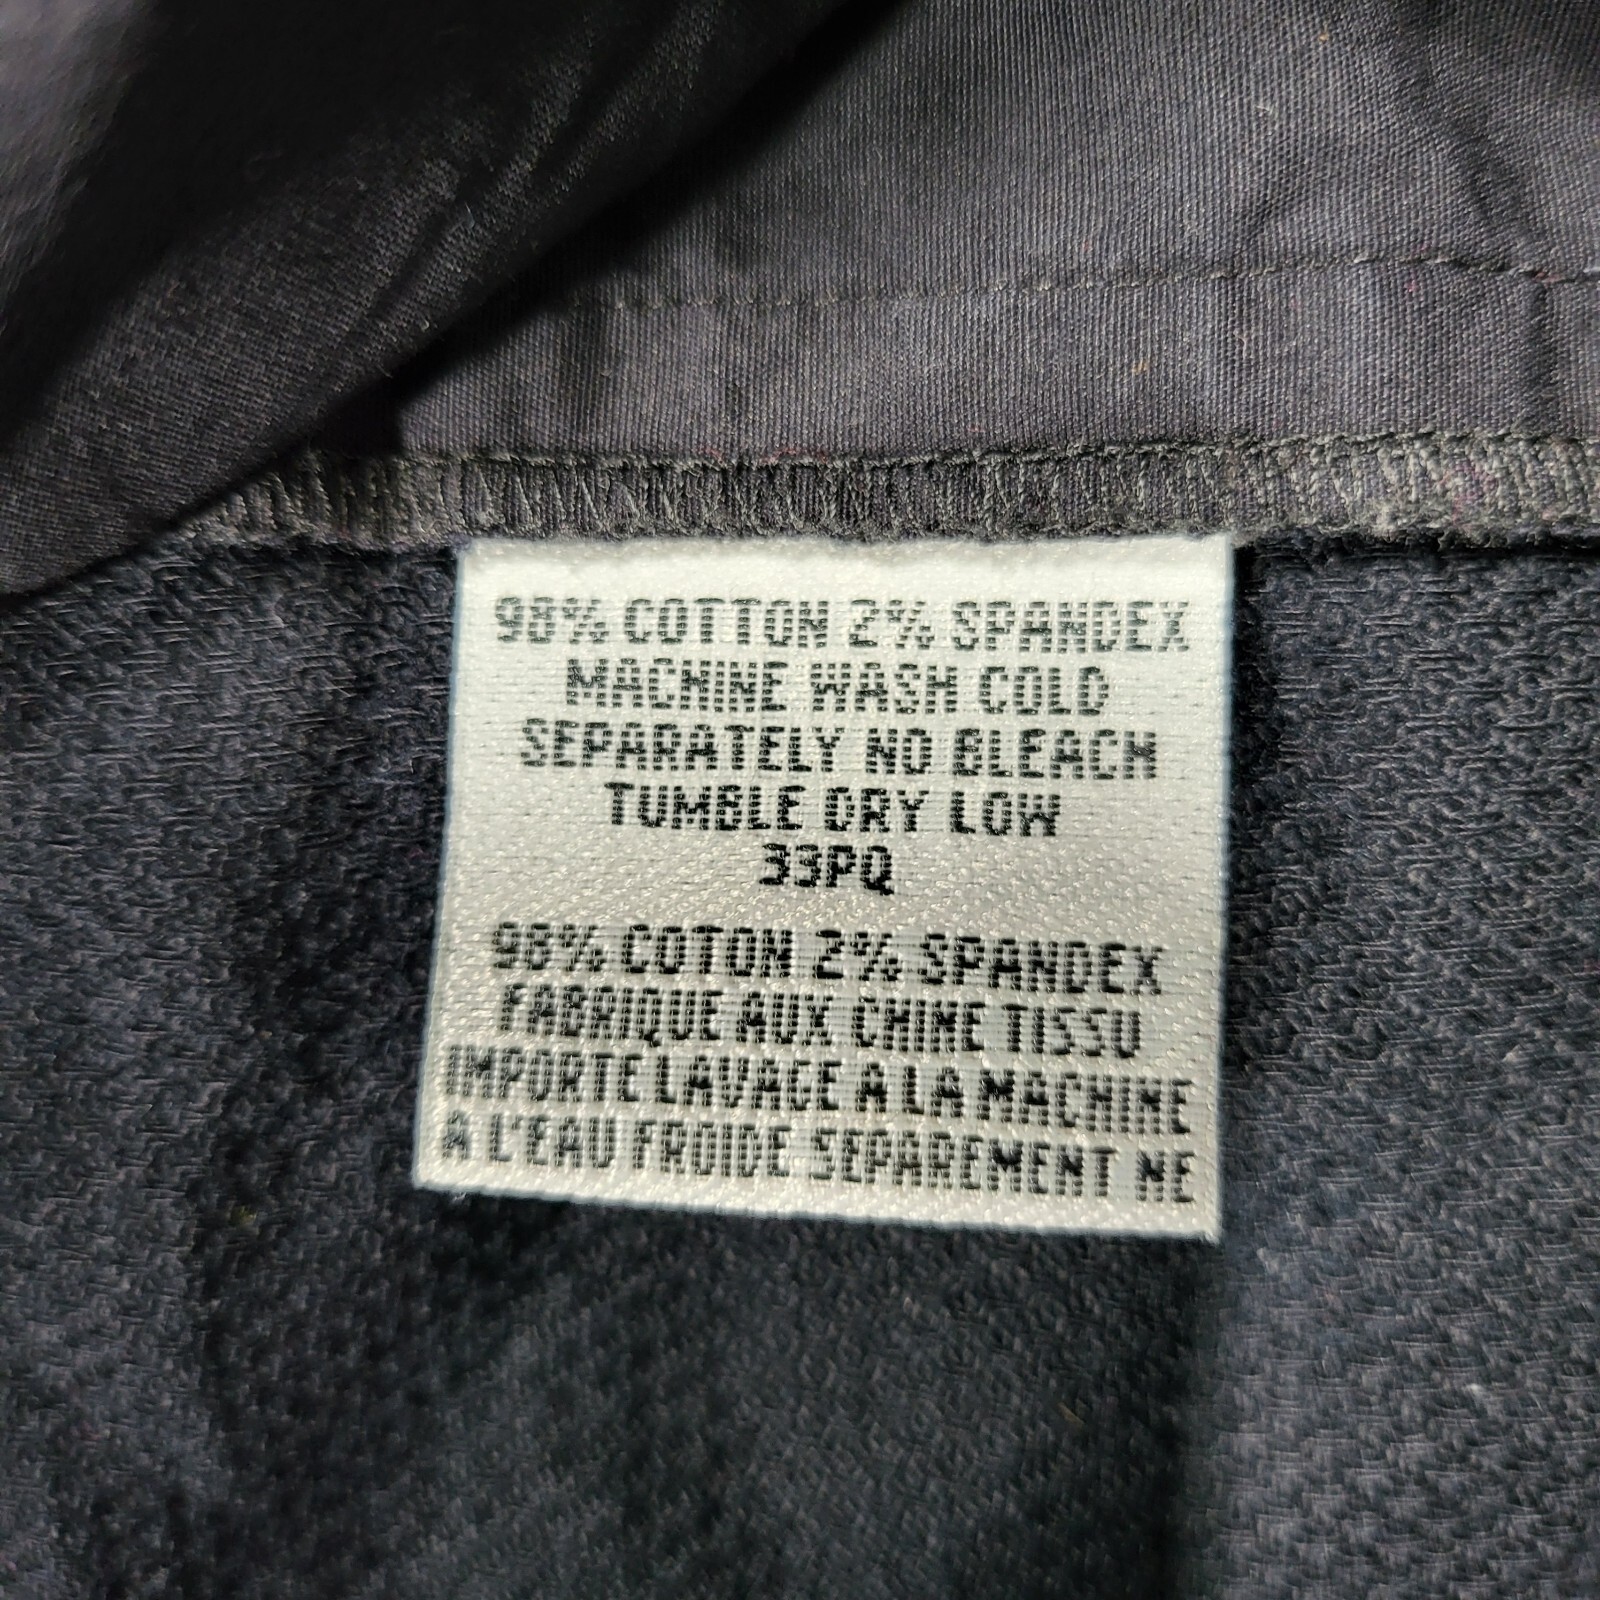 98% COTTON 2% SPANDEX
MACHINE WASH COLD
SEPARATELY NO BLEACH
TUMBLE DRY LOW
33PQ
98% COTON 2% SPANDEX
FABRIQUE AUX CHINE TISSU
IMPORTE LAVAGE A LA MACHINE
A L'EAU FROIDE SEPAREMENT NE